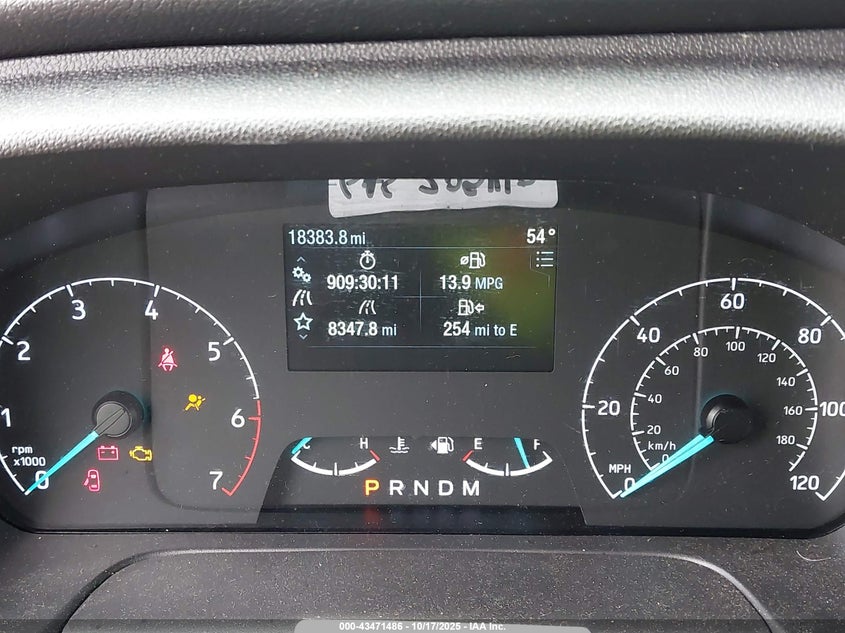 18383.8 mi 54°
909:30:11 13.9 MPG
8347.8 mi 254 mi to E
0 1 2 3 4 5 6 7
rpm
x1000
C H E F
P R N D M
0 20 40 60 80 100 120
MPH
0 20 40 60 80 100 120 140 160 180
km/h
000-43471486 - 10/17/2025 - IAA Inc.